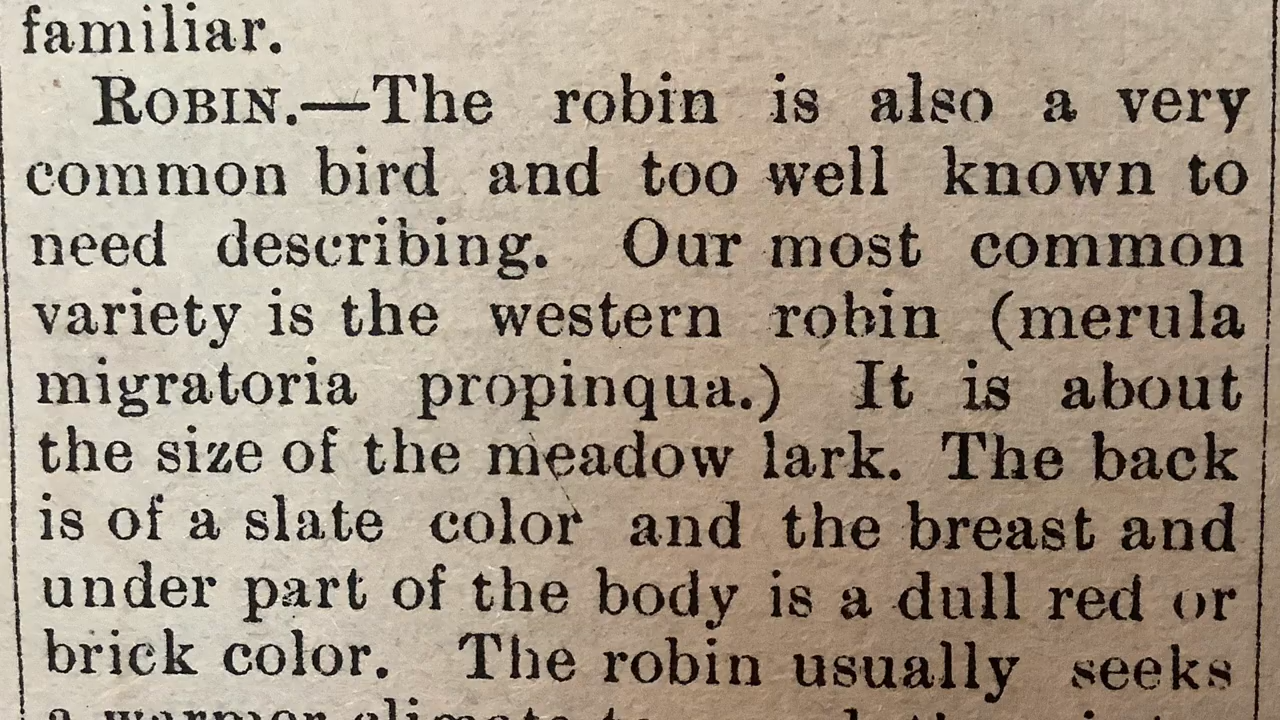 familiar.
ROBIN.—The robin is also a very
common bird and too well known to
need describing. Our most common
variety is the western robin (merula
migratoria propinqua.) It is about
the size of the meadow lark. The back
is of a slate color and the breast and
under part of the body is a dull red or
brick color. The robin usually seeks
a warmer climate to